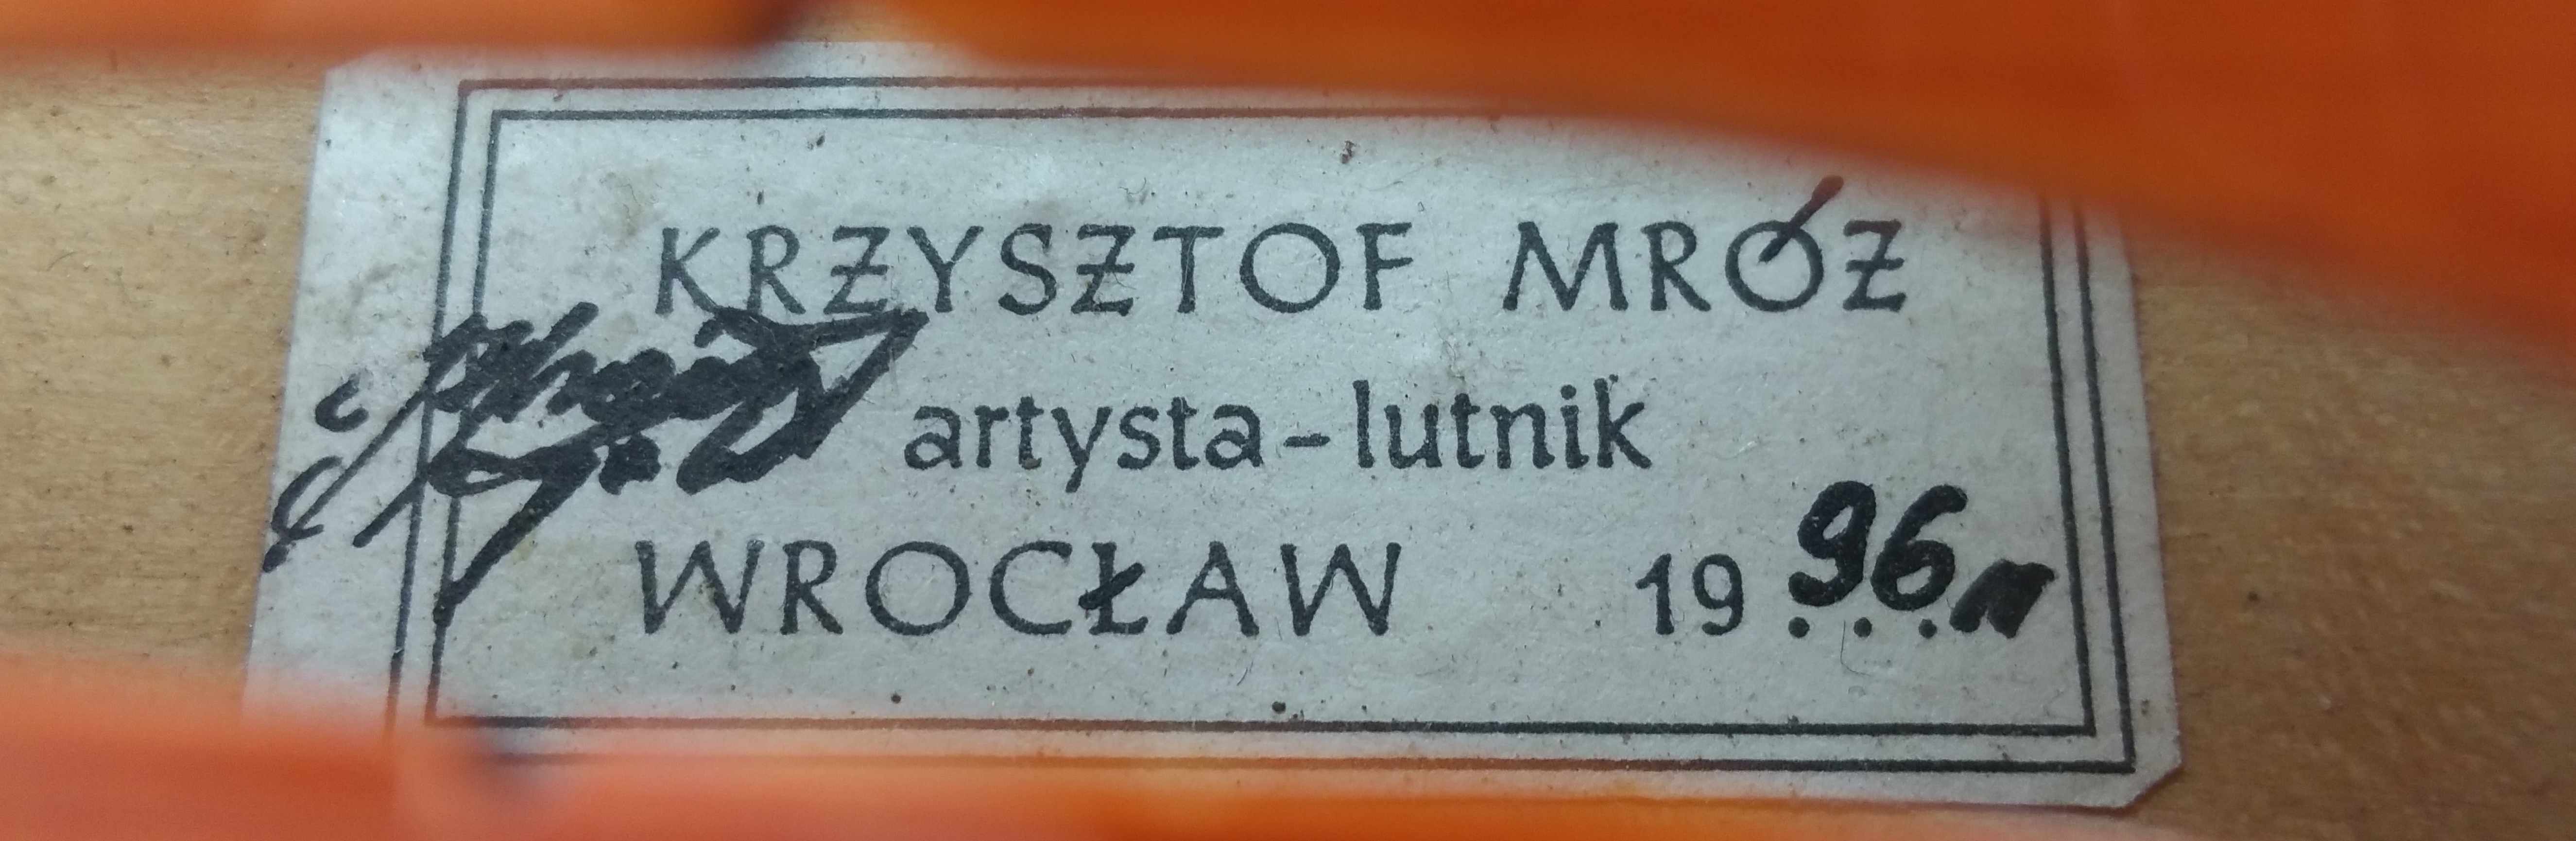 KRZYSZTOF MRÓZ
artysta-lutnik
WROCŁAW 1996